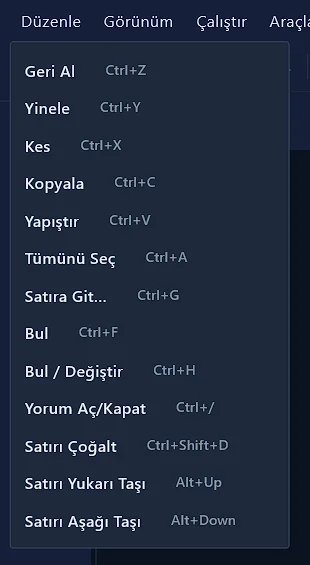 Düzenle Görünüm Çalıştır Araçla
Geri Al Ctrl+Z
Yinele Ctrl+Y
Kes Ctrl+X
Kopyala Ctrl+C
Yapıştır Ctrl+V
Tümünü Seç Ctrl+A
Satıra Git... Ctrl+G
Bul Ctrl+F
Bul / Değiştir Ctrl+H
Yorum Aç/Kapat Ctrl+/
Satırı Çoğalt Ctrl+Shift+D
Satırı Yukarı Taşı Alt+Up
Satırı Aşağı Taşı Alt+Down